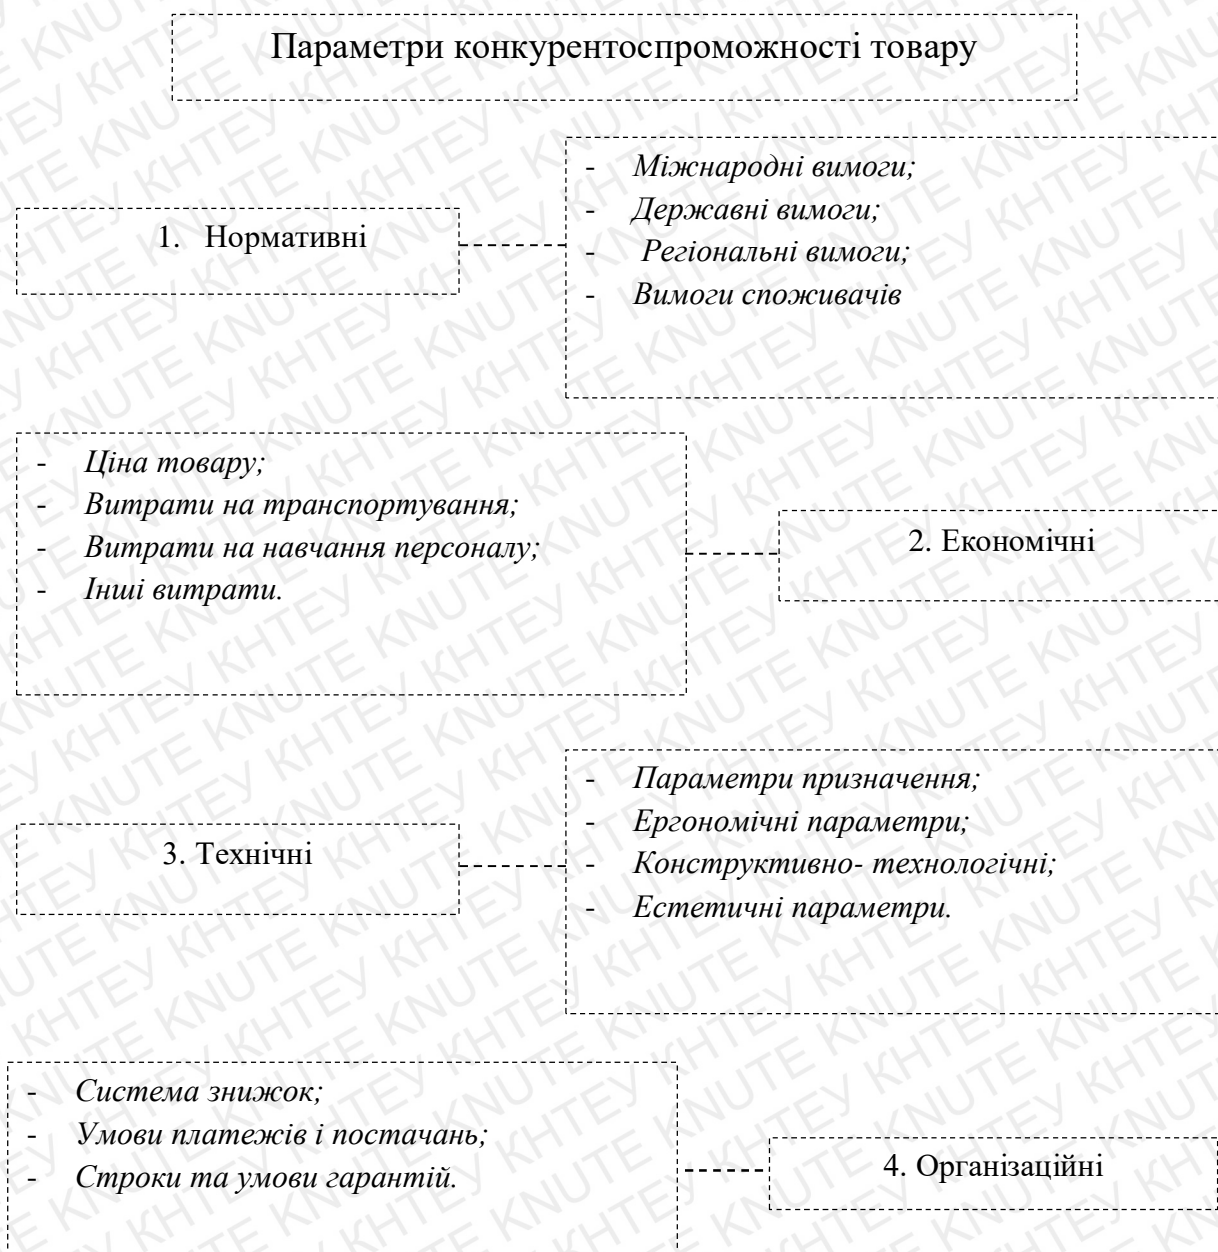 Параметри конкурентоспроможності товару
- Міжнародні вимоги;
- Державні вимоги;
- Регіональні вимоги;
- Вимоги споживачів
1. Нормативні
- Ціна товару;
- Витрати на транспортування;
- Витрати на навчання персоналу;
- Інші витрати.
2. Економічні
- Параметри призначення;
- Ергономічні параметри;
- Конструктивно- технологічні;
- Естетичні параметри.
3. Технічні
- Система знижок;
- Умови платежів і постачань;
- Строки та умови гарантій.
4. Організаційні